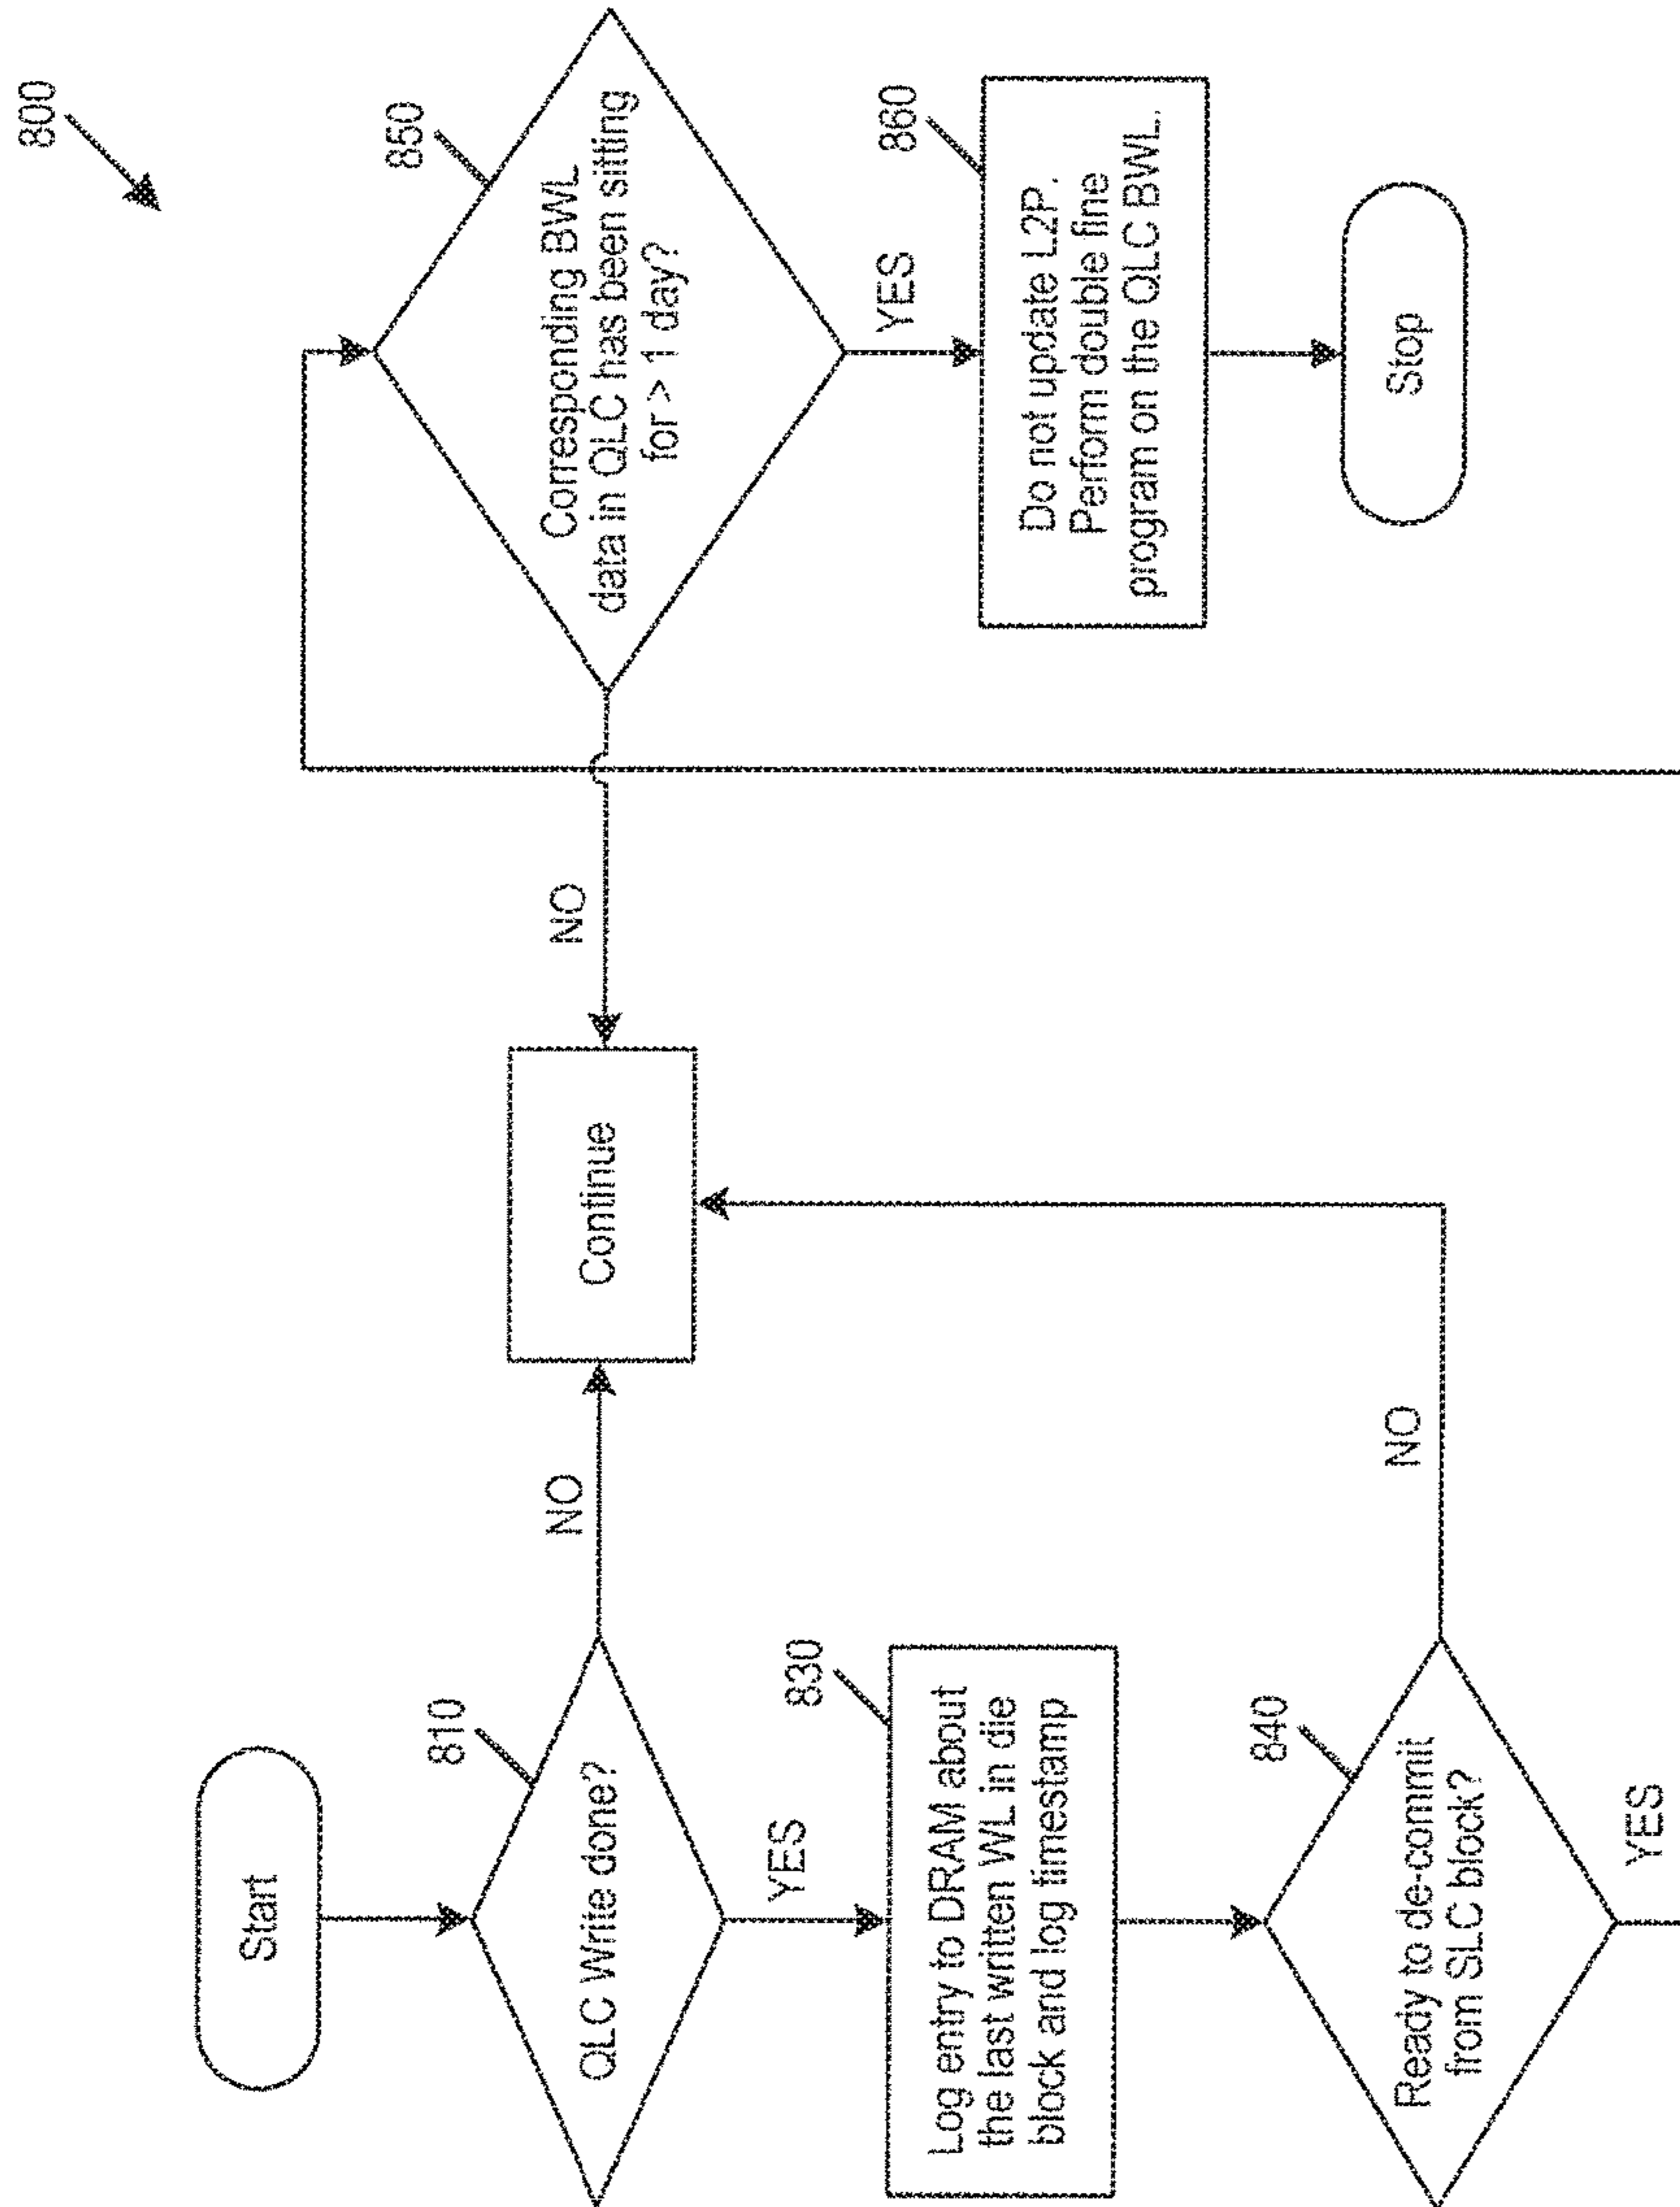 800
Start
810
QLC Write done?
NO
YES
830
Log entry to DRAM about
the last written WL in die
block and log timestamp
840
Ready to de-commit
from SLC block?
NO
YES
Continue
NO
850
Corresponding BWL
data in QLC has been sitting
for > 1 day?
YES
860
Do not update L2P.
Perform double fine
program on the QLC BWL.
Stop